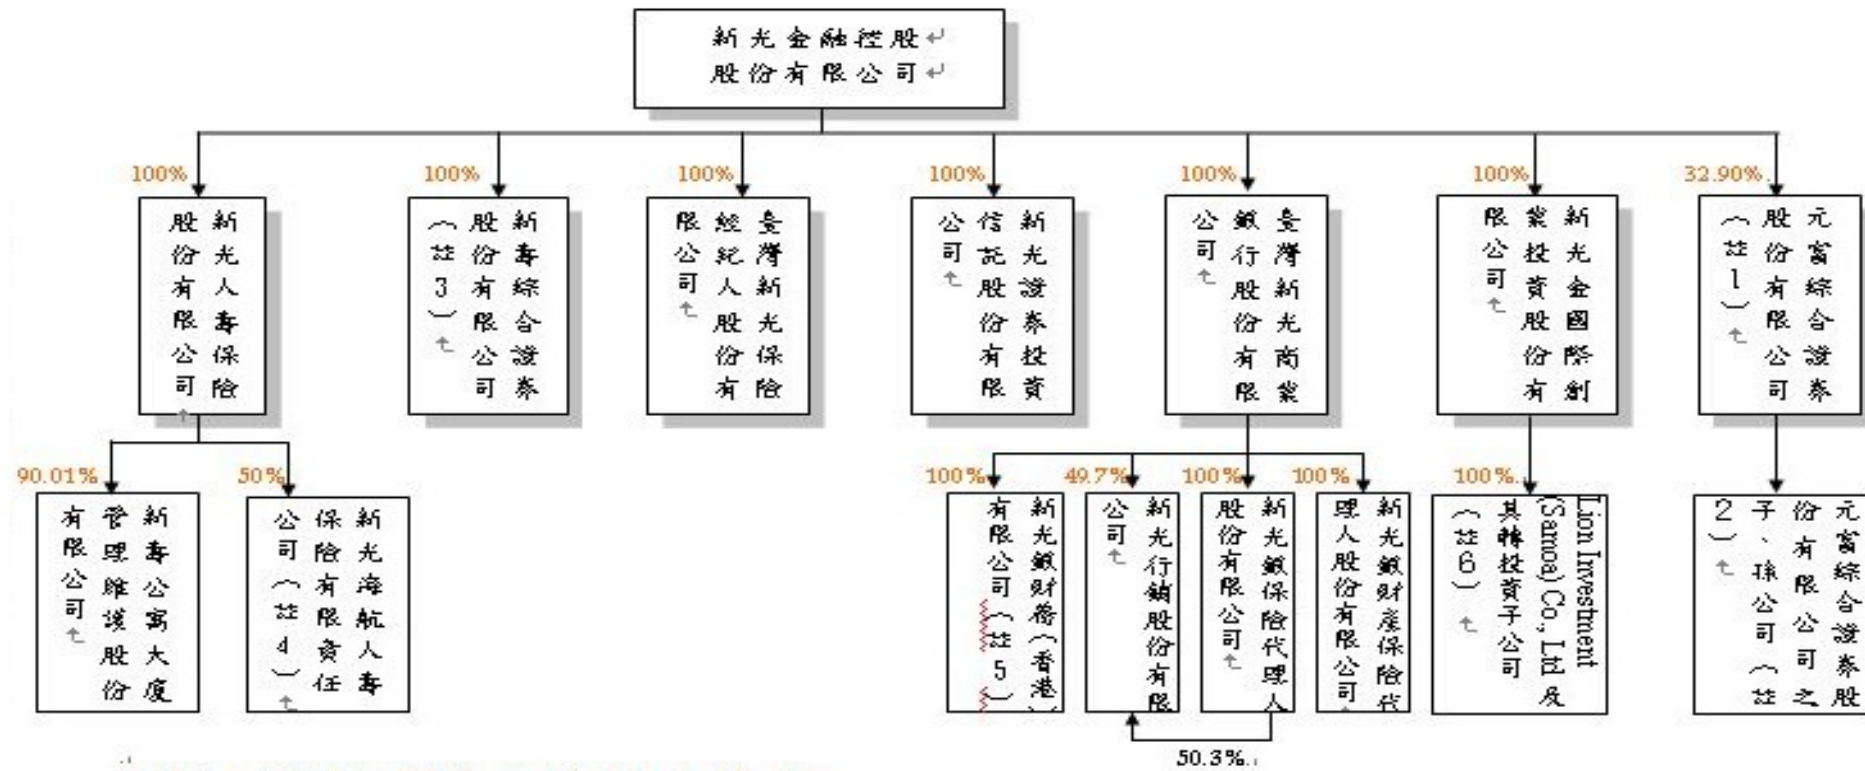 新光金融控股
股份有限公司
100%
100%
100%
100%
100%
100%
32.90%
新光人壽保險
股份有限公司
新壽綜合證券
股份有限公司
（註3）
臺灣新光保險
經紀人股份有
限公司
新光證券投資
信託股份有限
公司
臺灣新光商業
銀行股份有限
公司
新光金國際創
業投資股份有
限公司
元富綜合證券
股份有限公司
（註1）
90.01%
50%
100%
49.7%
100%
100%
100%
新壽公寓大廈
管理維護股份
有限公司
新光海航人壽
保險有限責任
公司（註4）
新光銀財務（香港）
有限公司（註5）
新光行銷股份有限
公司
新光銀保險代理人
股份有限公司
新光銀財產保險代
理人股份有限公司
Lion Investment
(Samoa) Co., Ltd 及
其轉投資子公司
（註6）
元富綜合證券股
份有限公司之
子、孫公司（註
2）
50.3%